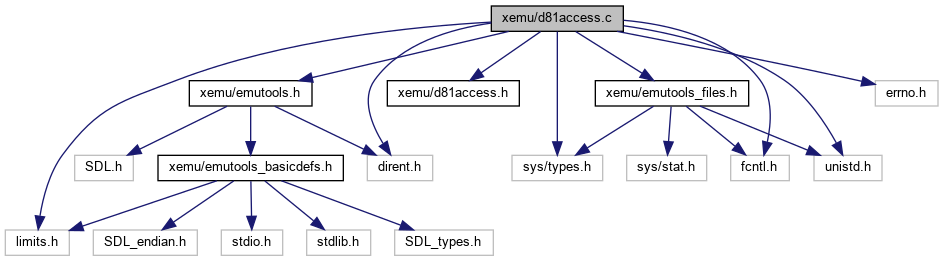 xemu/d81access.c
xemu/emutools.h
xemu/d81access.h
xemu/emutools_files.h
errno.h
SDL.h
xemu/emutools_basicdefs.h
dirent.h
sys/types.h
sys/stat.h
fcntl.h
unistd.h
limits.h
SDL_endian.h
stdio.h
stdlib.h
SDL_types.h